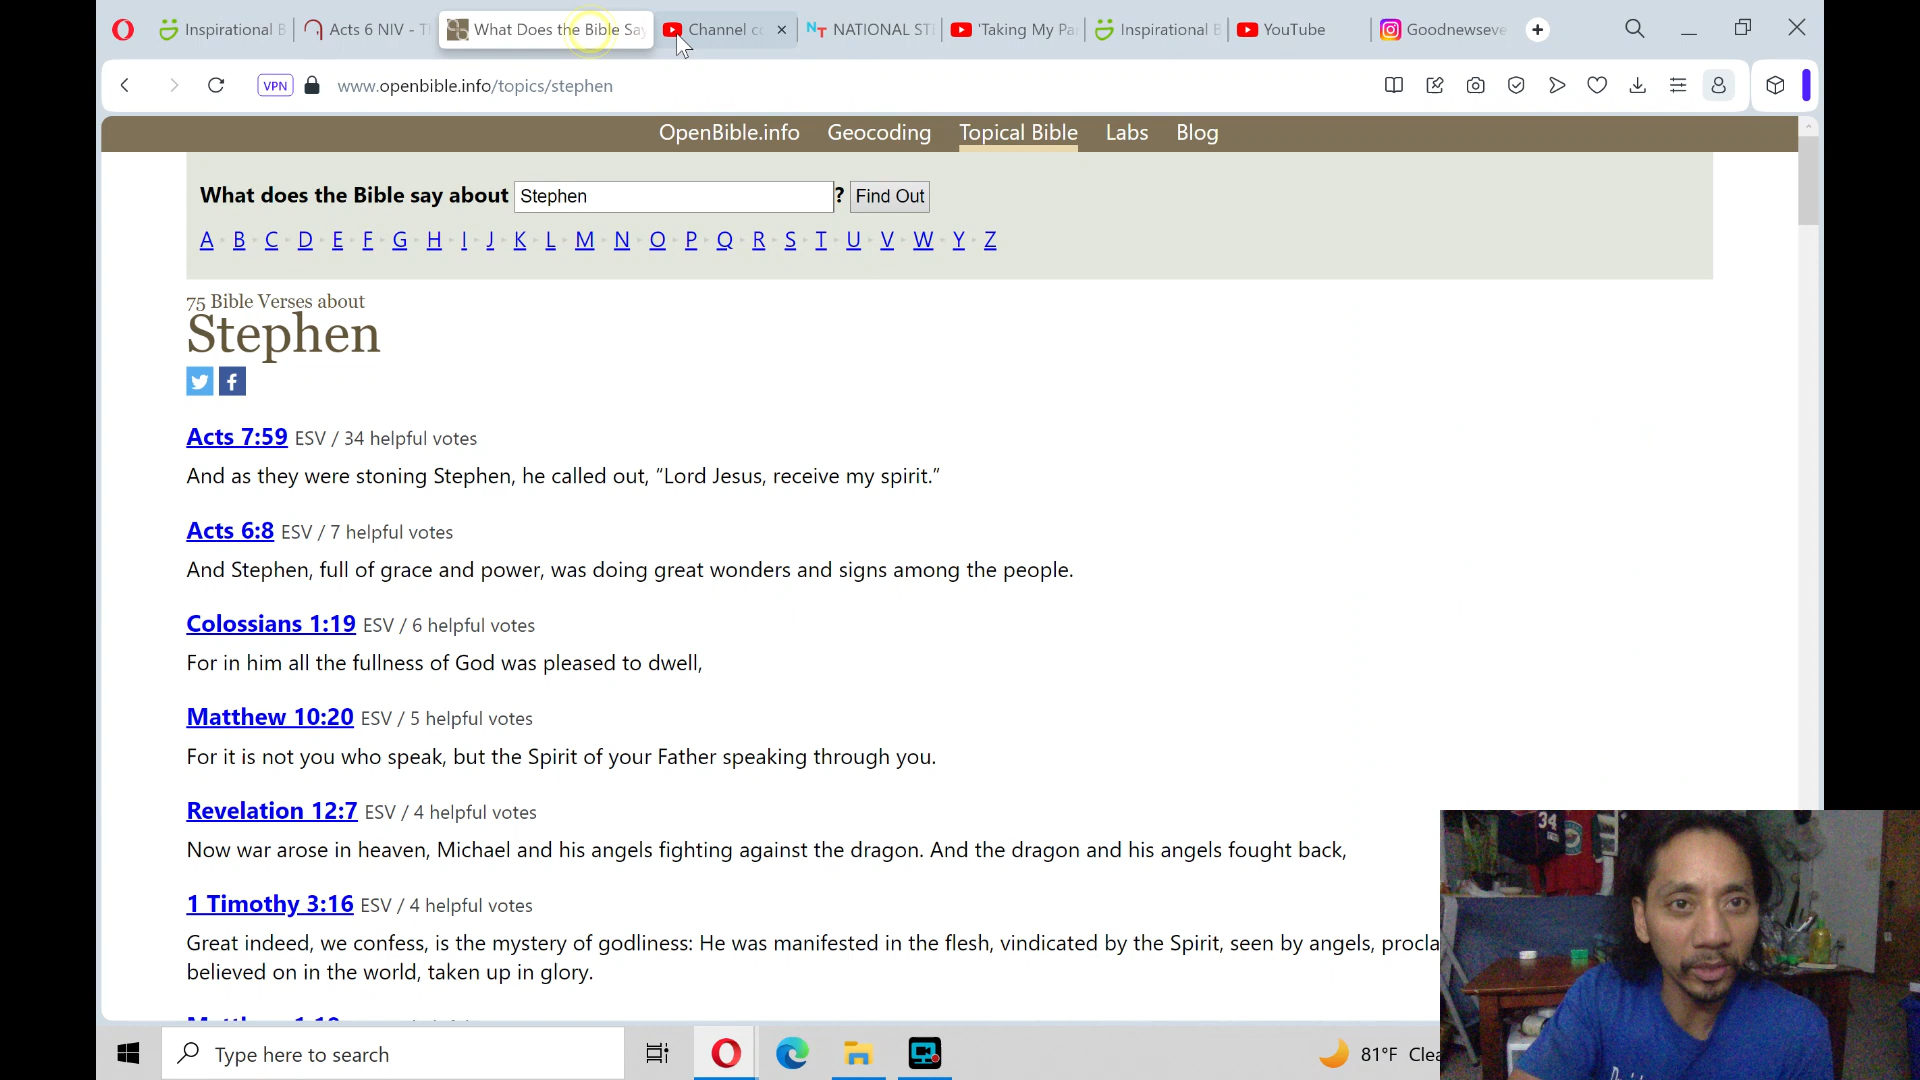 Inspirational B
Acts 6 NIV - T
What Does the Bible Say
Channel co
NATIONAL STE
'Taking My Pa
Inspirational B
YouTube
Goodnewseve
VPN
www.openbible.info/topics/stephen
OpenBible.info Geocoding Topical Bible Labs Blog
What does the Bible say about Stephen ? Find Out
A B C D E F G H I J K L M N O P Q R S T U V W Y Z
75 Bible Verses about
Stephen
Acts 7:59 ESV / 34 helpful votes
And as they were stoning Stephen, he called out, “Lord Jesus, receive my spirit.”
Acts 6:8 ESV / 7 helpful votes
And Stephen, full of grace and power, was doing great wonders and signs among the people.
Colossians 1:19 ESV / 6 helpful votes
For in him all the fullness of God was pleased to dwell,
Matthew 10:20 ESV / 5 helpful votes
For it is not you who speak, but the Spirit of your Father speaking through you.
Revelation 12:7 ESV / 4 helpful votes
Now war arose in heaven, Michael and his angels fighting against the dragon. And the dragon and his angels fought back,
34
1 Timothy 3:16 ESV / 4 helpful votes
Great indeed, we confess, is the mystery of godliness: He was manifested in the flesh, vindicated by the Spirit, seen by angels, procla
believed on in the world, taken up in glory.
Type here to search
81°F Clea